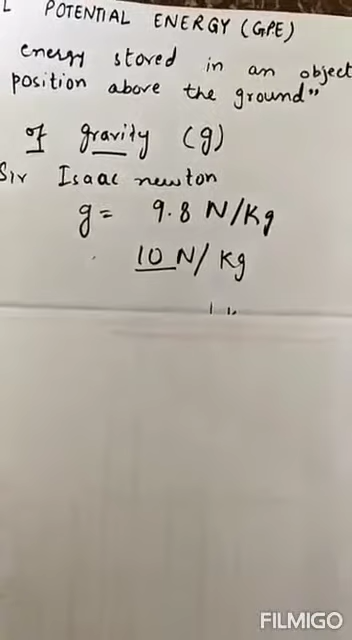 L POTENTIAL ENERGY (GPE)
energy stored in an object
position above the ground"
of gravity (g)
Sir Isaac newton
g = 9.8 N/Kg
10 N/ Kg
FILMIGO